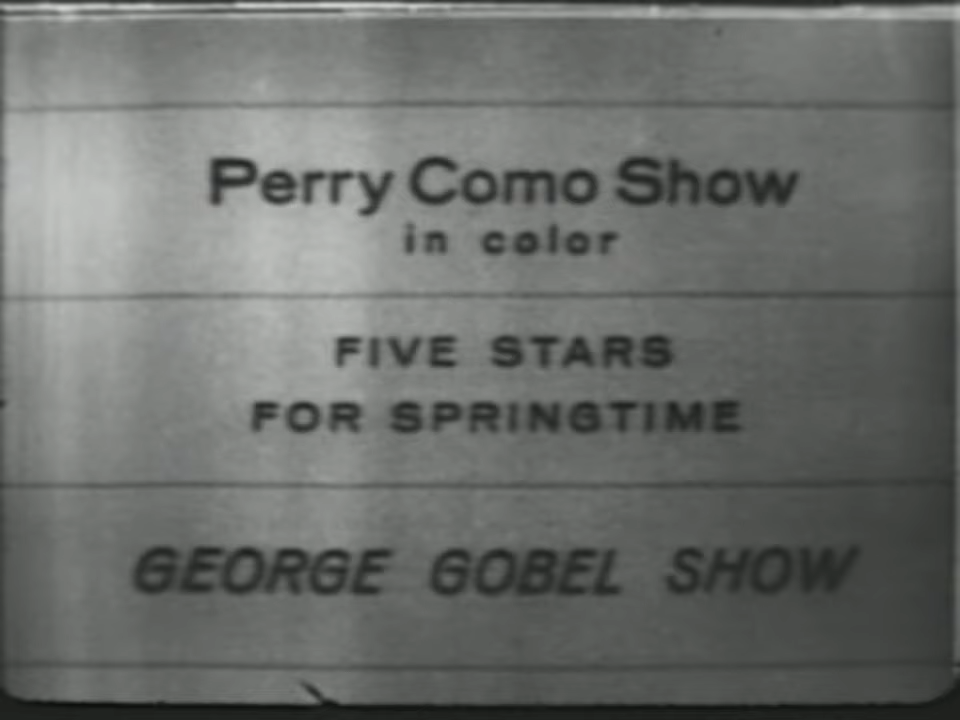 Perry Como Show
in color
FIVE STARS
FOR SPRINGTIME
GEORGE GOBEL SHOW